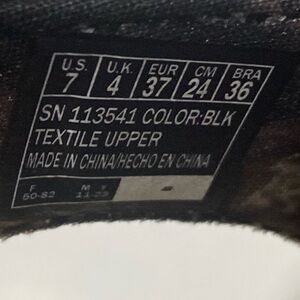 U.S. U.K. EUR CM BRA
7 4 37 24 36
SN 113541 COLOR:BLK
TEXTILE UPPER
MADE IN CHINA/HECHO EN CHINA
F M Y